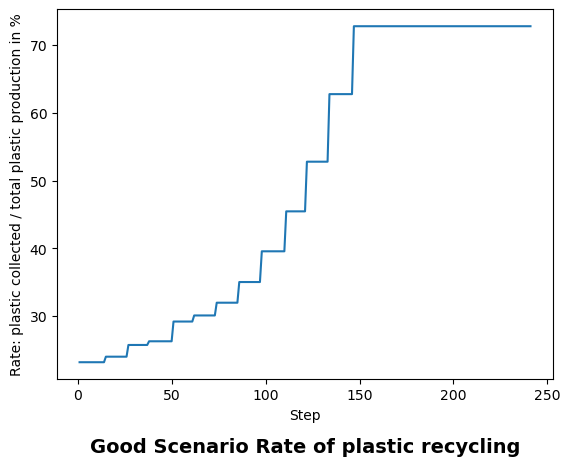 Rate: plastic collected / total plastic production in %
70
60
50
40
30
0 50 100 150 200 250
Step
Good Scenario Rate of plastic recycling